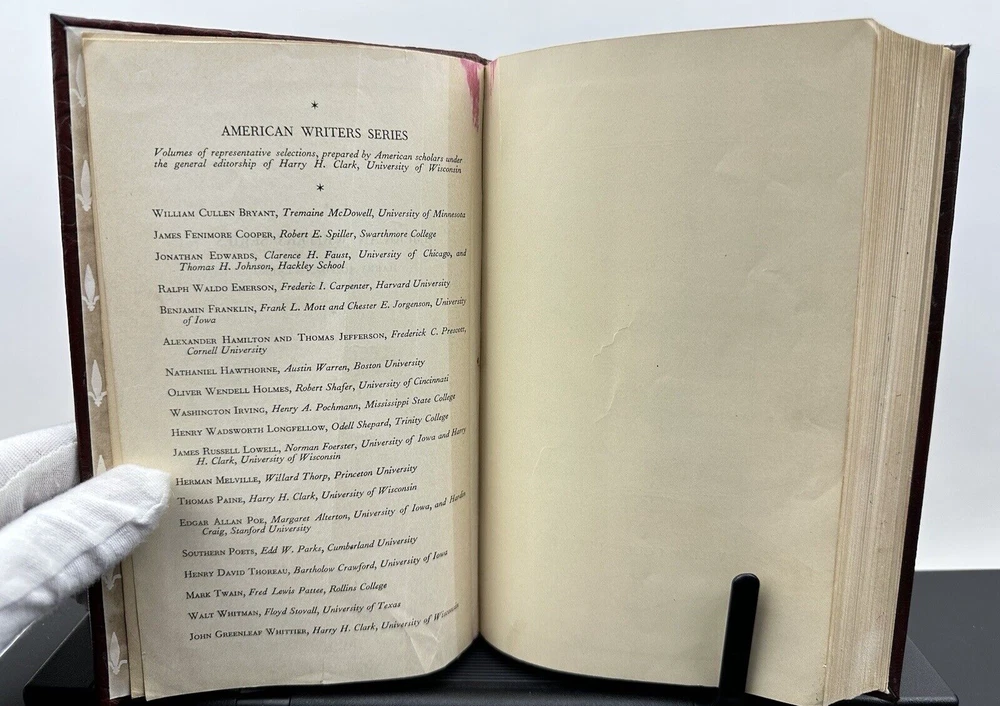 *
AMERICAN WRITERS SERIES
Volumes of representative selections, prepared by American scholars under
the general editorship of Harry H. Clark, University of Wisconsin
*
WILLIAM CULLEN BRYANT, Tremaine McDowell, University of Minnesota
JAMES FENIMORE COOPER, Robert E. Spiller, Swarthmore College
JONATHAN EDWARDS, Clarence H. Faust, University of Chicago, and
Thomas H. Johnson, Hackley School
RALPH WALDO EMERSON, Frederic I. Carpenter, Harvard University
BENJAMIN FRANKLIN, Frank L. Mott and Chester E. Jorgenson, University
of Iowa
ALEXANDER HAMILTON AND THOMAS JEFFERSON, Frederick C. Prescott,
Cornell University
NATHANIEL HAWTHORNE, Austin Warren, Boston University
OLIVER WENDELL HOLMES, Robert Shafer, University of Cincinnati
WASHINGTON IRVING, Henry A. Pochmann, Mississippi State College
HENRY WADSWORTH LONGFELLOW, Odell Shepard, Trinity College
JAMES RUSSELL LOWELL, Norman Foerster, University of Iowa and Harry
H. Clark, University of Wisconsin
HERMAN MELVILLE, Willard Thorp, Princeton University
THOMAS PAINE, Harry H. Clark, University of Wisconsin
EDGAR ALLAN POE, Margaret Alterton, University of Iowa, and Hardin
Craig, Stanford University
SOUTHERN POETS, Edd W. Parks, Cumberland University
HENRY DAVID THOREAU, Bartholow Crawford, University of Iowa
MARK TWAIN, Fred Lewis Pattee, Rollins College
WALT WHITMAN, Floyd Stovall, University of Texas
JOHN GREENLEAF WHITTIER, Harry H. Clark, University of Wisconsin